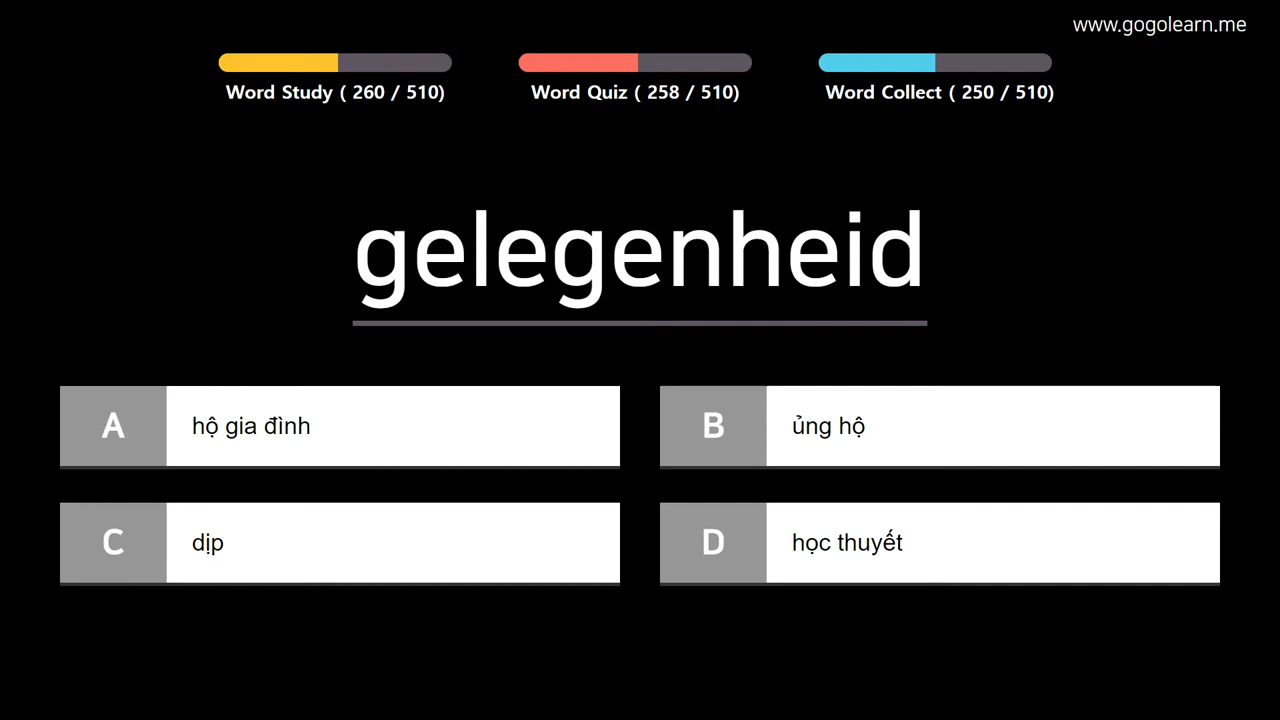 www.gogolearn.me
Word Study ( 260 / 510)
Word Quiz ( 258 / 510)
Word Collect ( 250 / 510)
gelegenheid
A hộ gia đình
B ủng hộ
C dịp
D học thuyết